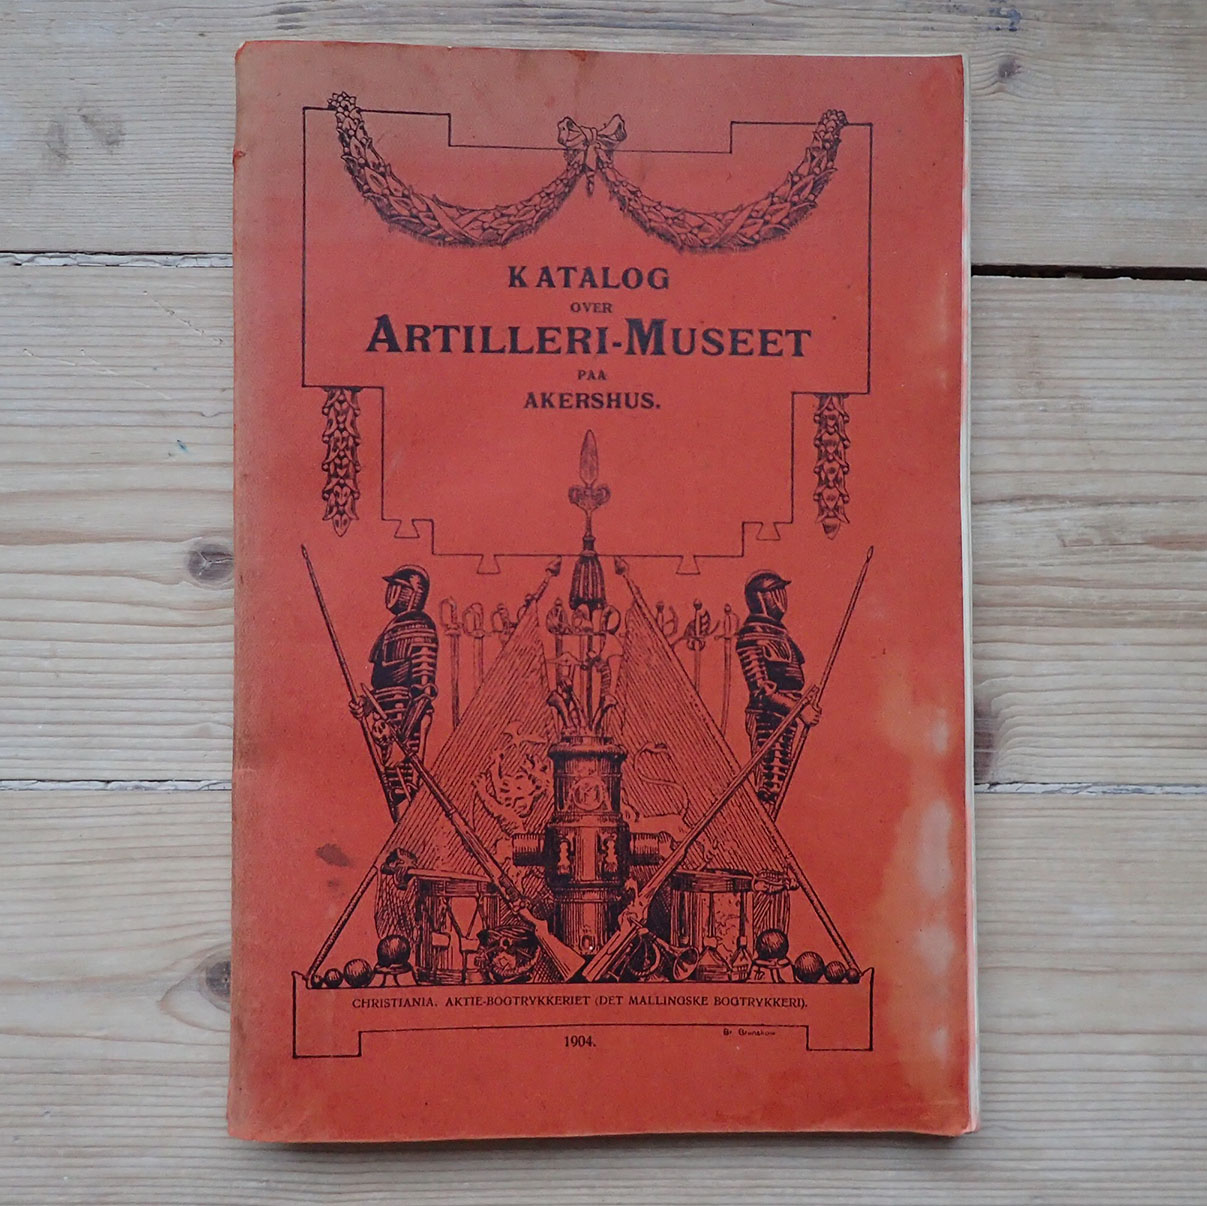 KATALOG
OVER
ARTILLERI-MUSEET
PAA
AKERSHUS.
CHRISTIANIA. AKTIE-BOGTRYKKERIET (DET MALLINGSKE BOGTRYKKERI).
1904.